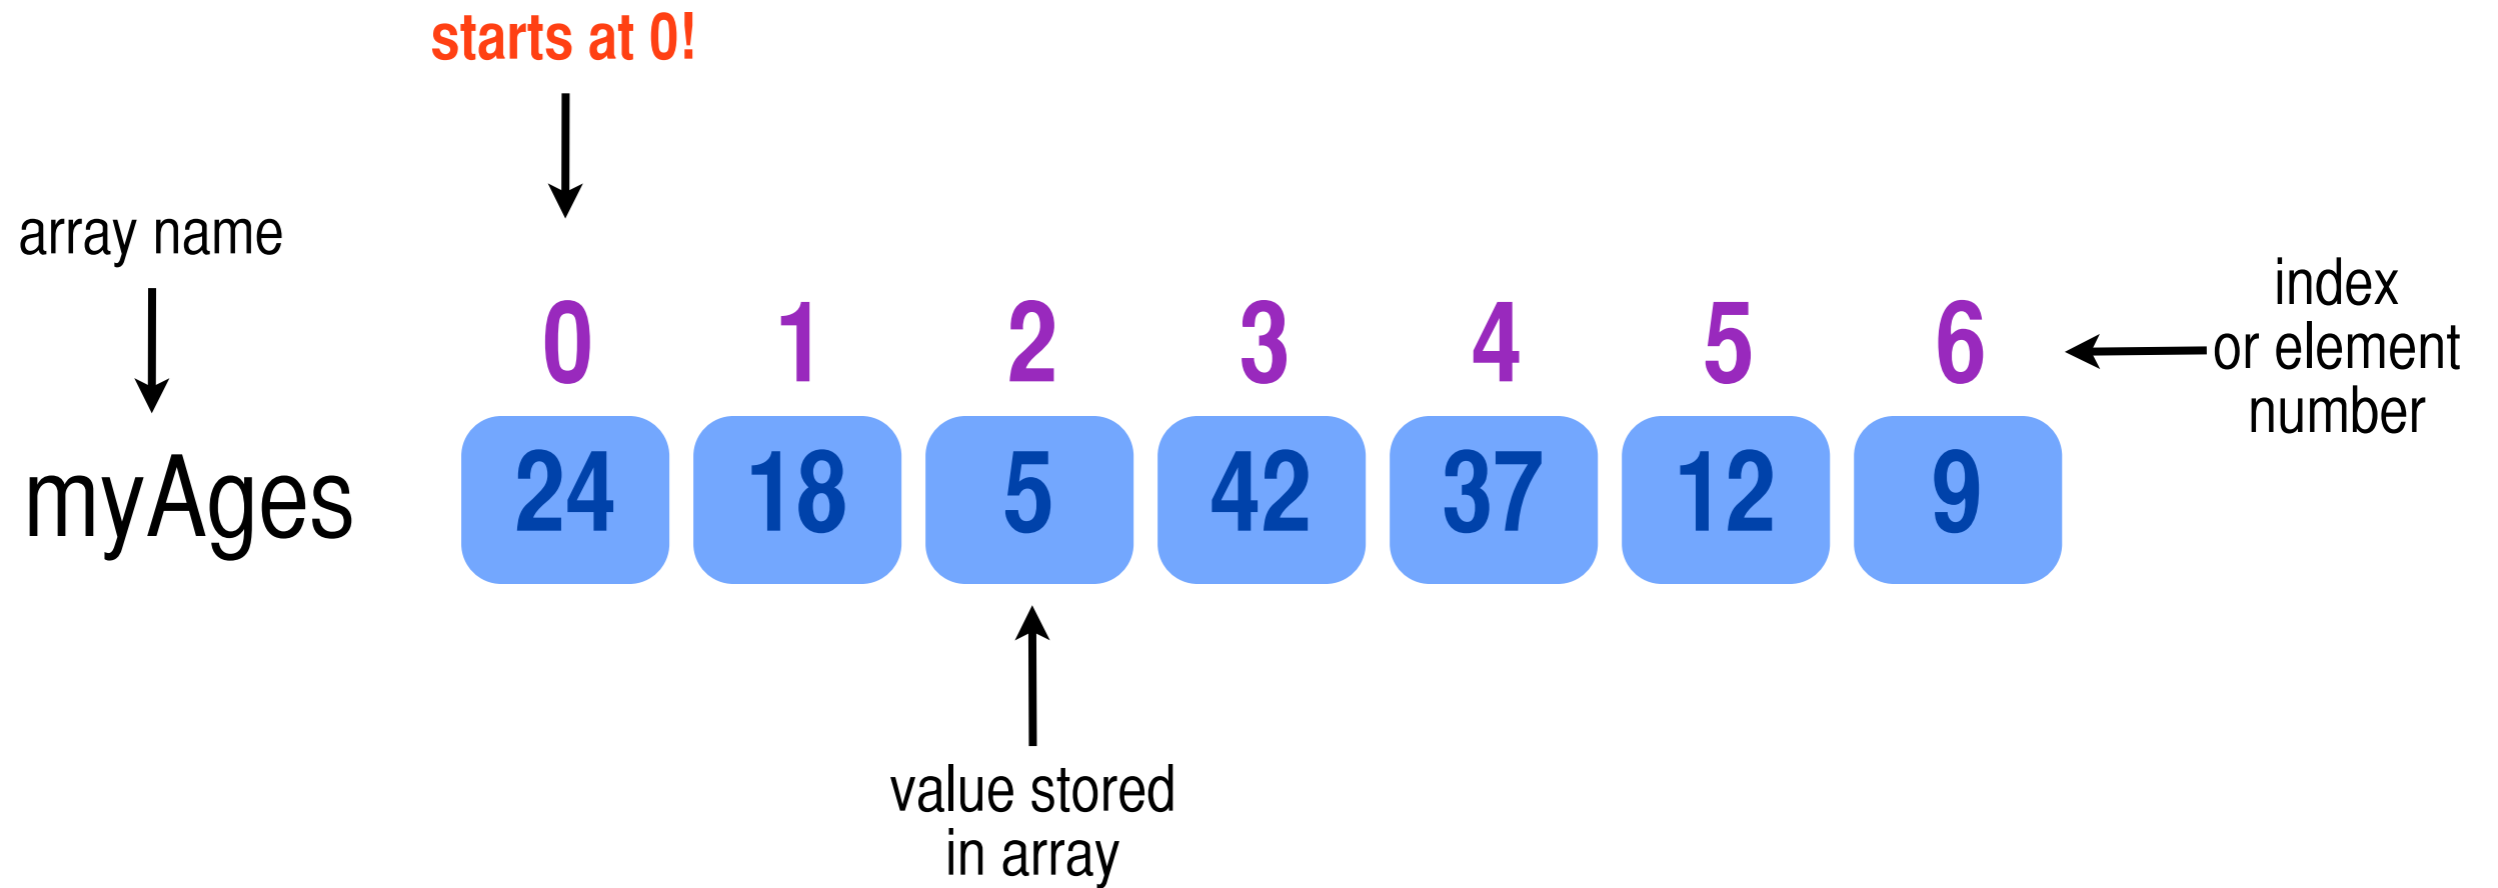 starts at 0!
array name
index
or element
number
0 1 2 3 4 5 6
myAges 24 18 5 42 37 12 9
value stored
in array